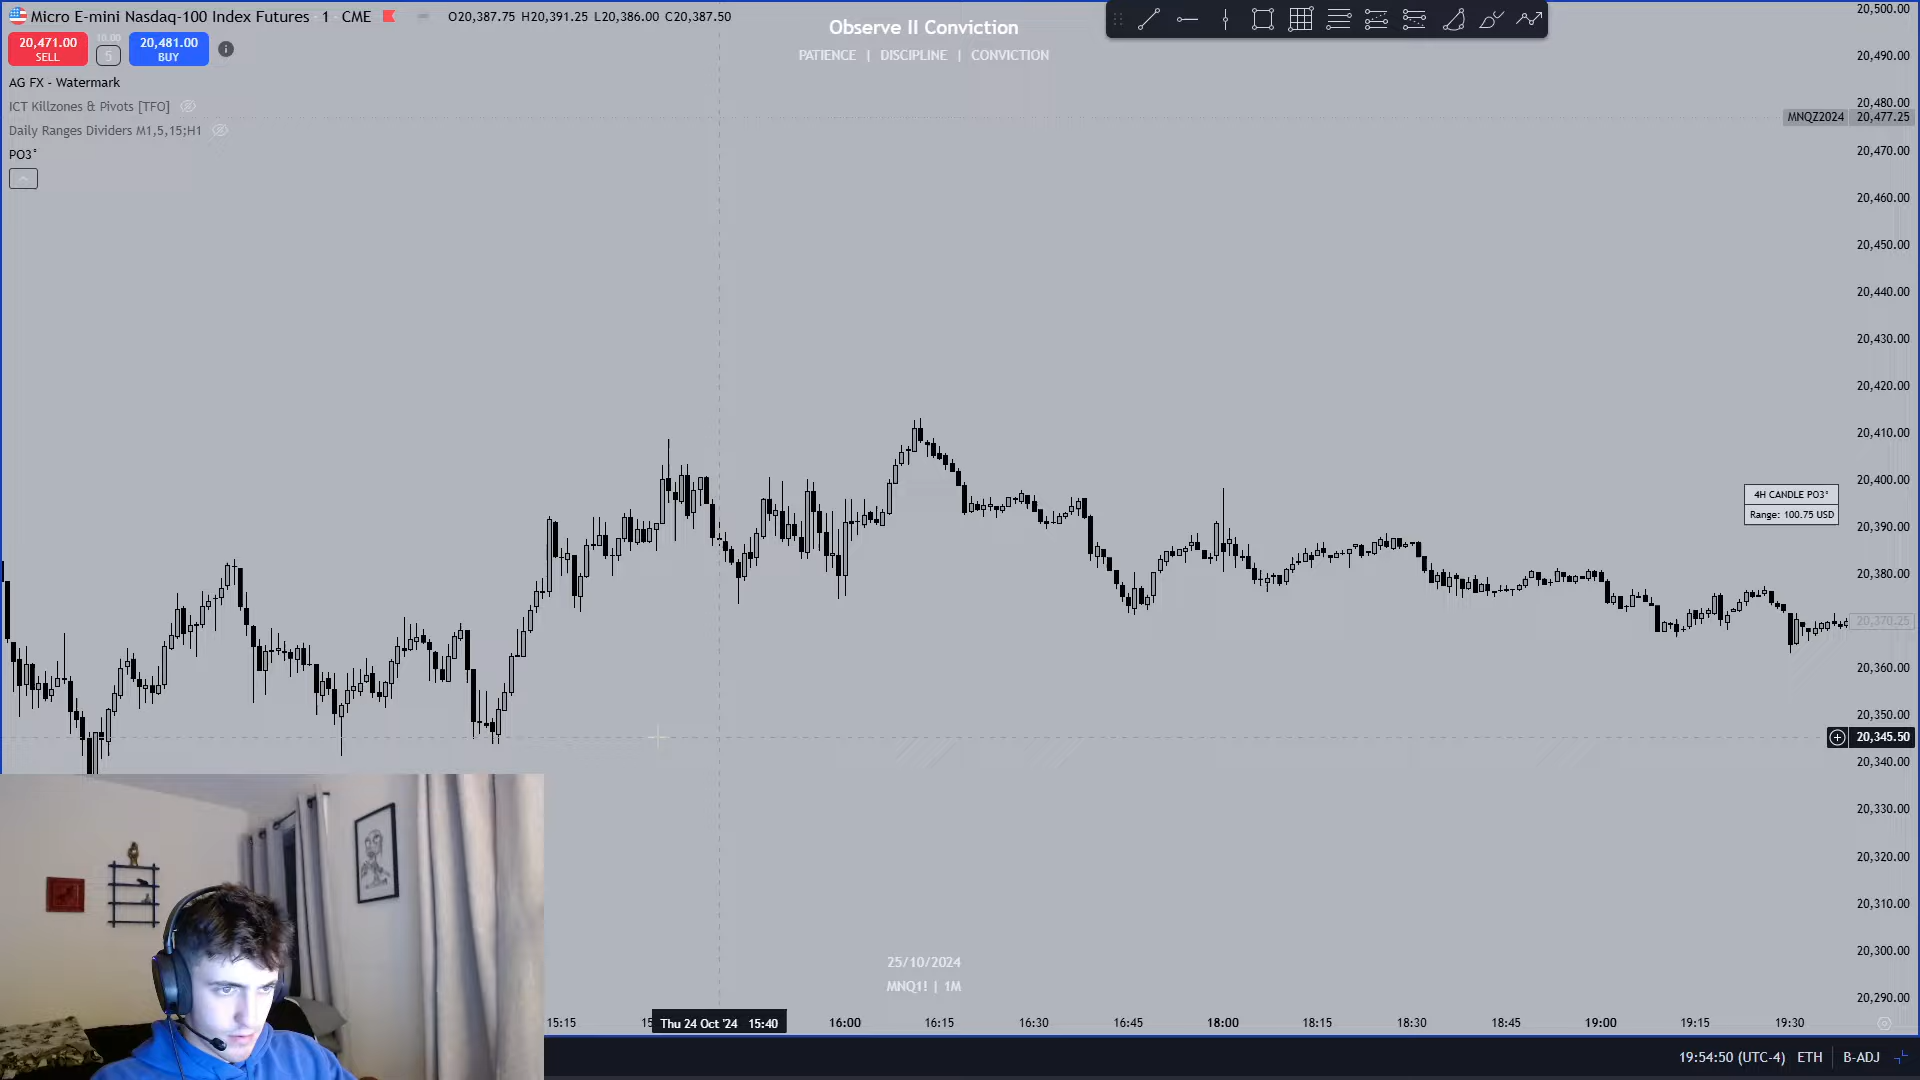 Micro E-mini Nasdaq-100 Index Futures · 1 · CME
O20,387.75 H20,391.25 L20,386.00 C20,387.50
20,471.00
SELL
10.00
5
20,481.00
BUY
AG FX - Watermark
ICT Killzones & Pivots [TFO]
Daily Ranges Dividers M1,5,15;H1
PO3°
Observe II Conviction
PATIENCE | DISCIPLINE | CONVICTION
20,500.00
20,490.00
20,480.00
MNQZ2024 20,477.25
20,470.00
20,460.00
20,450.00
20,440.00
20,430.00
20,420.00
20,410.00
20,400.00
4H CANDLE PO3°
Range: 100.75 USD
20,390.00
20,380.00
20,370.25
20,360.00
20,350.00
20,345.50
20,340.00
20,330.00
20,320.00
20,310.00
20,300.00
20,290.00
25/10/2024
MNQ1! | 1M
15:15
Thu 24 Oct '24 15:40
16:00
16:15
16:30
16:45
18:00
18:15
18:30
18:45
19:00
19:15
19:30
19:54:50 (UTC-4) ETH B-ADJ